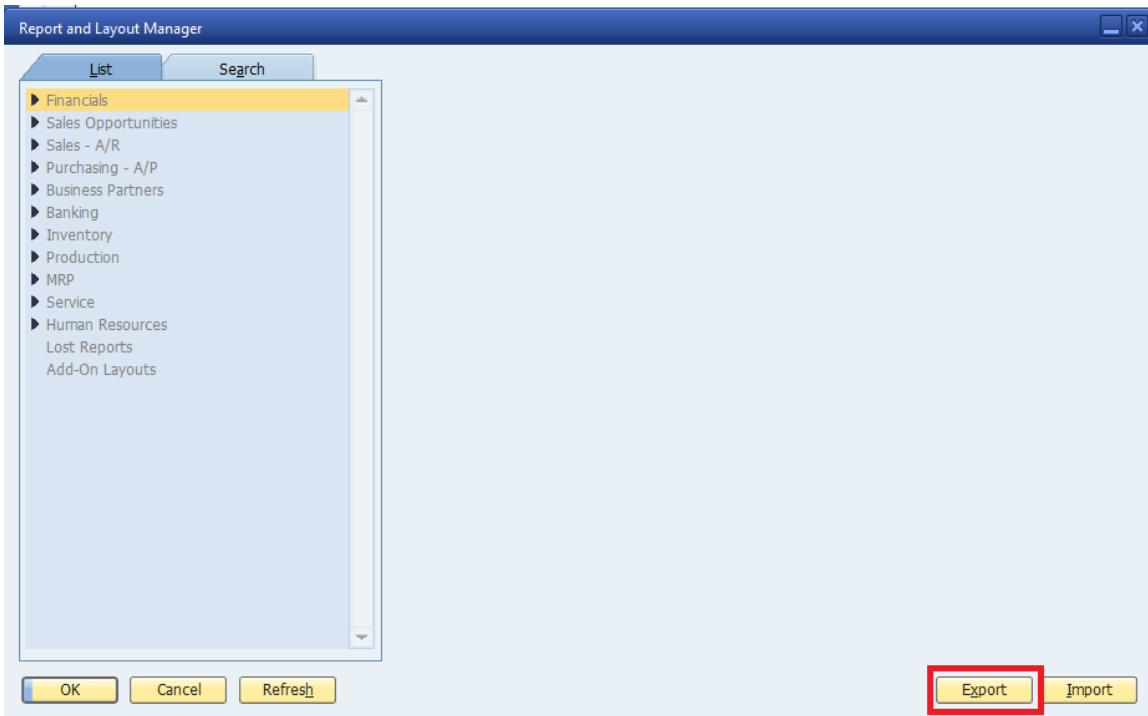 Report and Layout Manager
List Search
Financials
Sales Opportunities
Sales - A/R
Purchasing - A/P
Business Partners
Banking
Inventory
Production
MRP
Service
Human Resources
Lost Reports
Add-On Layouts
OK Cancel Refresh Export Import